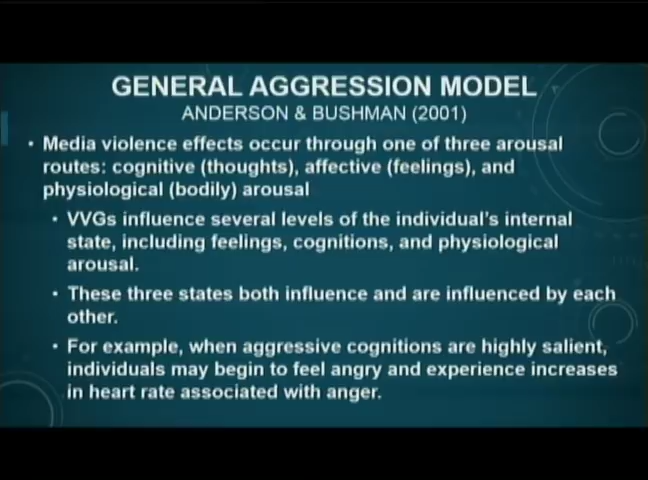 GENERAL AGGRESSION MODEL
ANDERSON & BUSHMAN (2001)
• Media violence effects occur through one of three arousal
routes: cognitive (thoughts), affective (feelings), and
physiological (bodily) arousal
• VVGs influence several levels of the individual's internal
state, including feelings, cognitions, and physiological
arousal.
• These three states both influence and are influenced by each
other.
• For example, when aggressive cognitions are highly salient,
individuals may begin to feel angry and experience increases
in heart rate associated with anger.